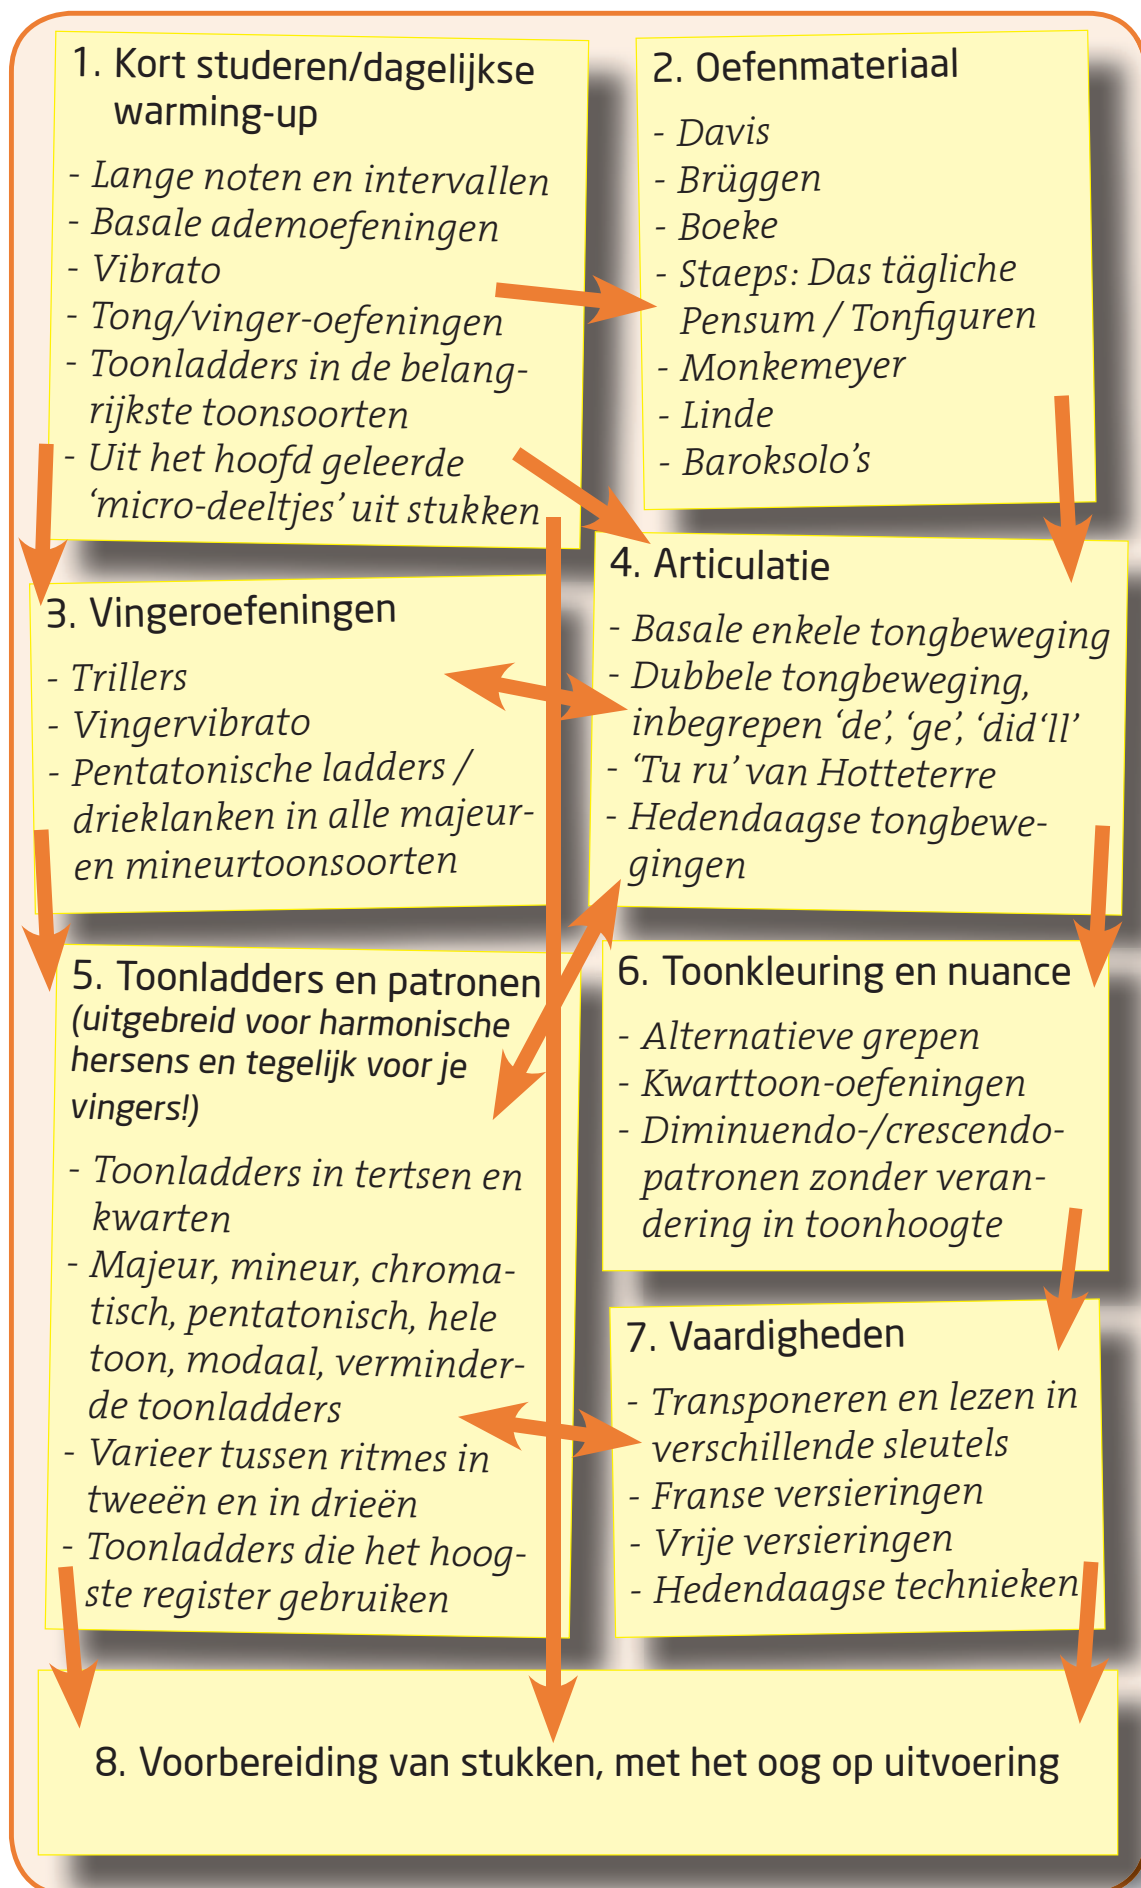 1. Kort studeren/dagelijkse
warming-up
- Lange noten en intervallen
- Basale ademoefeningen
- Vibrato
- Tong/vinger-oefeningen
- Toonladders in de belang-
rijkste toonsoorten
- Uit het hoofd geleerde
‘micro-deeltjes’ uit stukken
2. Oefenmateriaal
- Davis
- Brüggen
- Boeke
- Staeps: Das tägliche
Pensum / Tonfiguren
- Monkemeyer
- Linde
- Baroksolo’s
3. Vingeroefeningen
- Trillers
- Vingervibrato
- Pentatonische ladders /
drieklanken in alle majeur-
en mineurtoonsoorten
4. Articulatie
- Basale enkele tongbeweging
- Dubbele tongbeweging,
inbegrepen ‘de’, ‘ge’, ‘did‘ll’
- ‘Tu ru’ van Hotteterre
- Hedendaagse tongbewe-
gingen
5. Toonladders en patronen
(uitgebreid voor harmonische
hersens en tegelijk voor je
vingers!)
- Toonladders in tertsen en
kwarten
- Majeur, mineur, chroma-
tisch, pentatonisch, hele
toon, modaal, verminder-
de toonladders
- Varieer tussen ritmes in
tweeën en in drieën
- Toonladders die het hoog-
ste register gebruiken
6. Toonkleuring en nuance
- Alternatieve grepen
- Kwarttoon-oefeningen
- Diminuendo-/crescendo-
patronen zonder veran-
dering in toonhoogte
7. Vaardigheden
- Transponeren en lezen in
verschillende sleutels
- Franse versieringen
- Vrije versieringen
- Hedendaagse technieken
8. Voorbereiding van stukken, met het oog op uitvoering